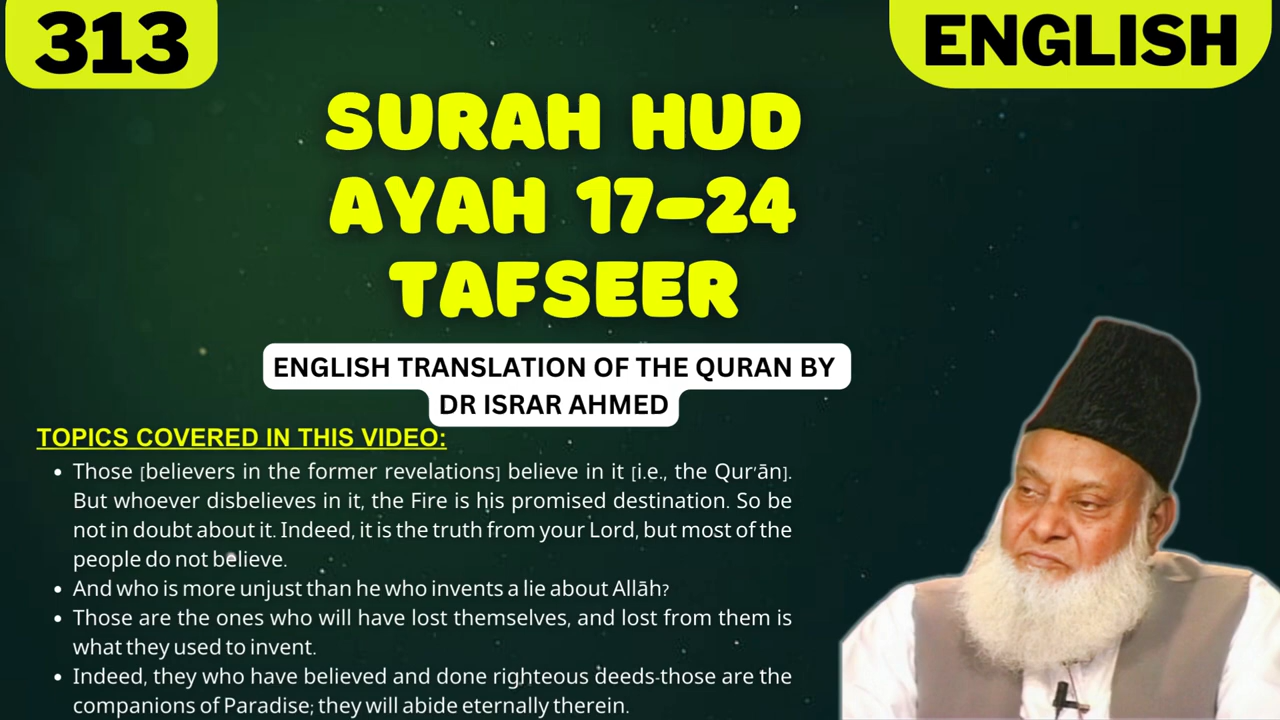 313
ENGLISH
SURAH HUD
AYAH 17-24
TAFSEER
ENGLISH TRANSLATION OF THE QURAN BY
DR ISRAR AHMED
TOPICS COVERED IN THIS VIDEO:
• Those [believers in the former revelations] believe in it [i.e., the Qur'ān].
But whoever disbelieves in it, the Fire is his promised destination. So be
not in doubt about it. Indeed, it is the truth from your Lord, but most of the
people do not believe.
• And who is more unjust than he who invents a lie about Allāh?
• Those are the ones who will have lost themselves, and lost from them is
what they used to invent.
• Indeed, they who have believed and done righteous deeds-those are the
companions of Paradise; they will abide eternally therein.